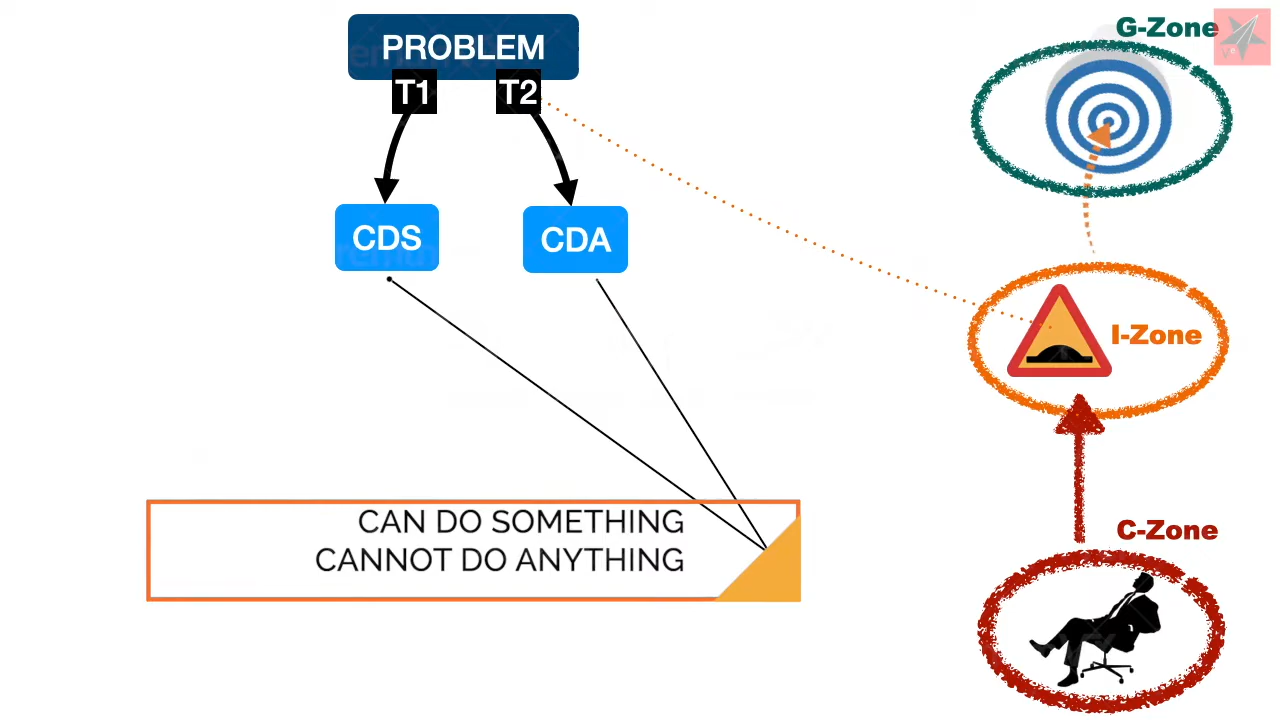 PROBLEM
T1
T2
CDS
CDA
CAN DO SOMETHING
CANNOT DO ANYTHING
G-Zone
I-Zone
C-Zone